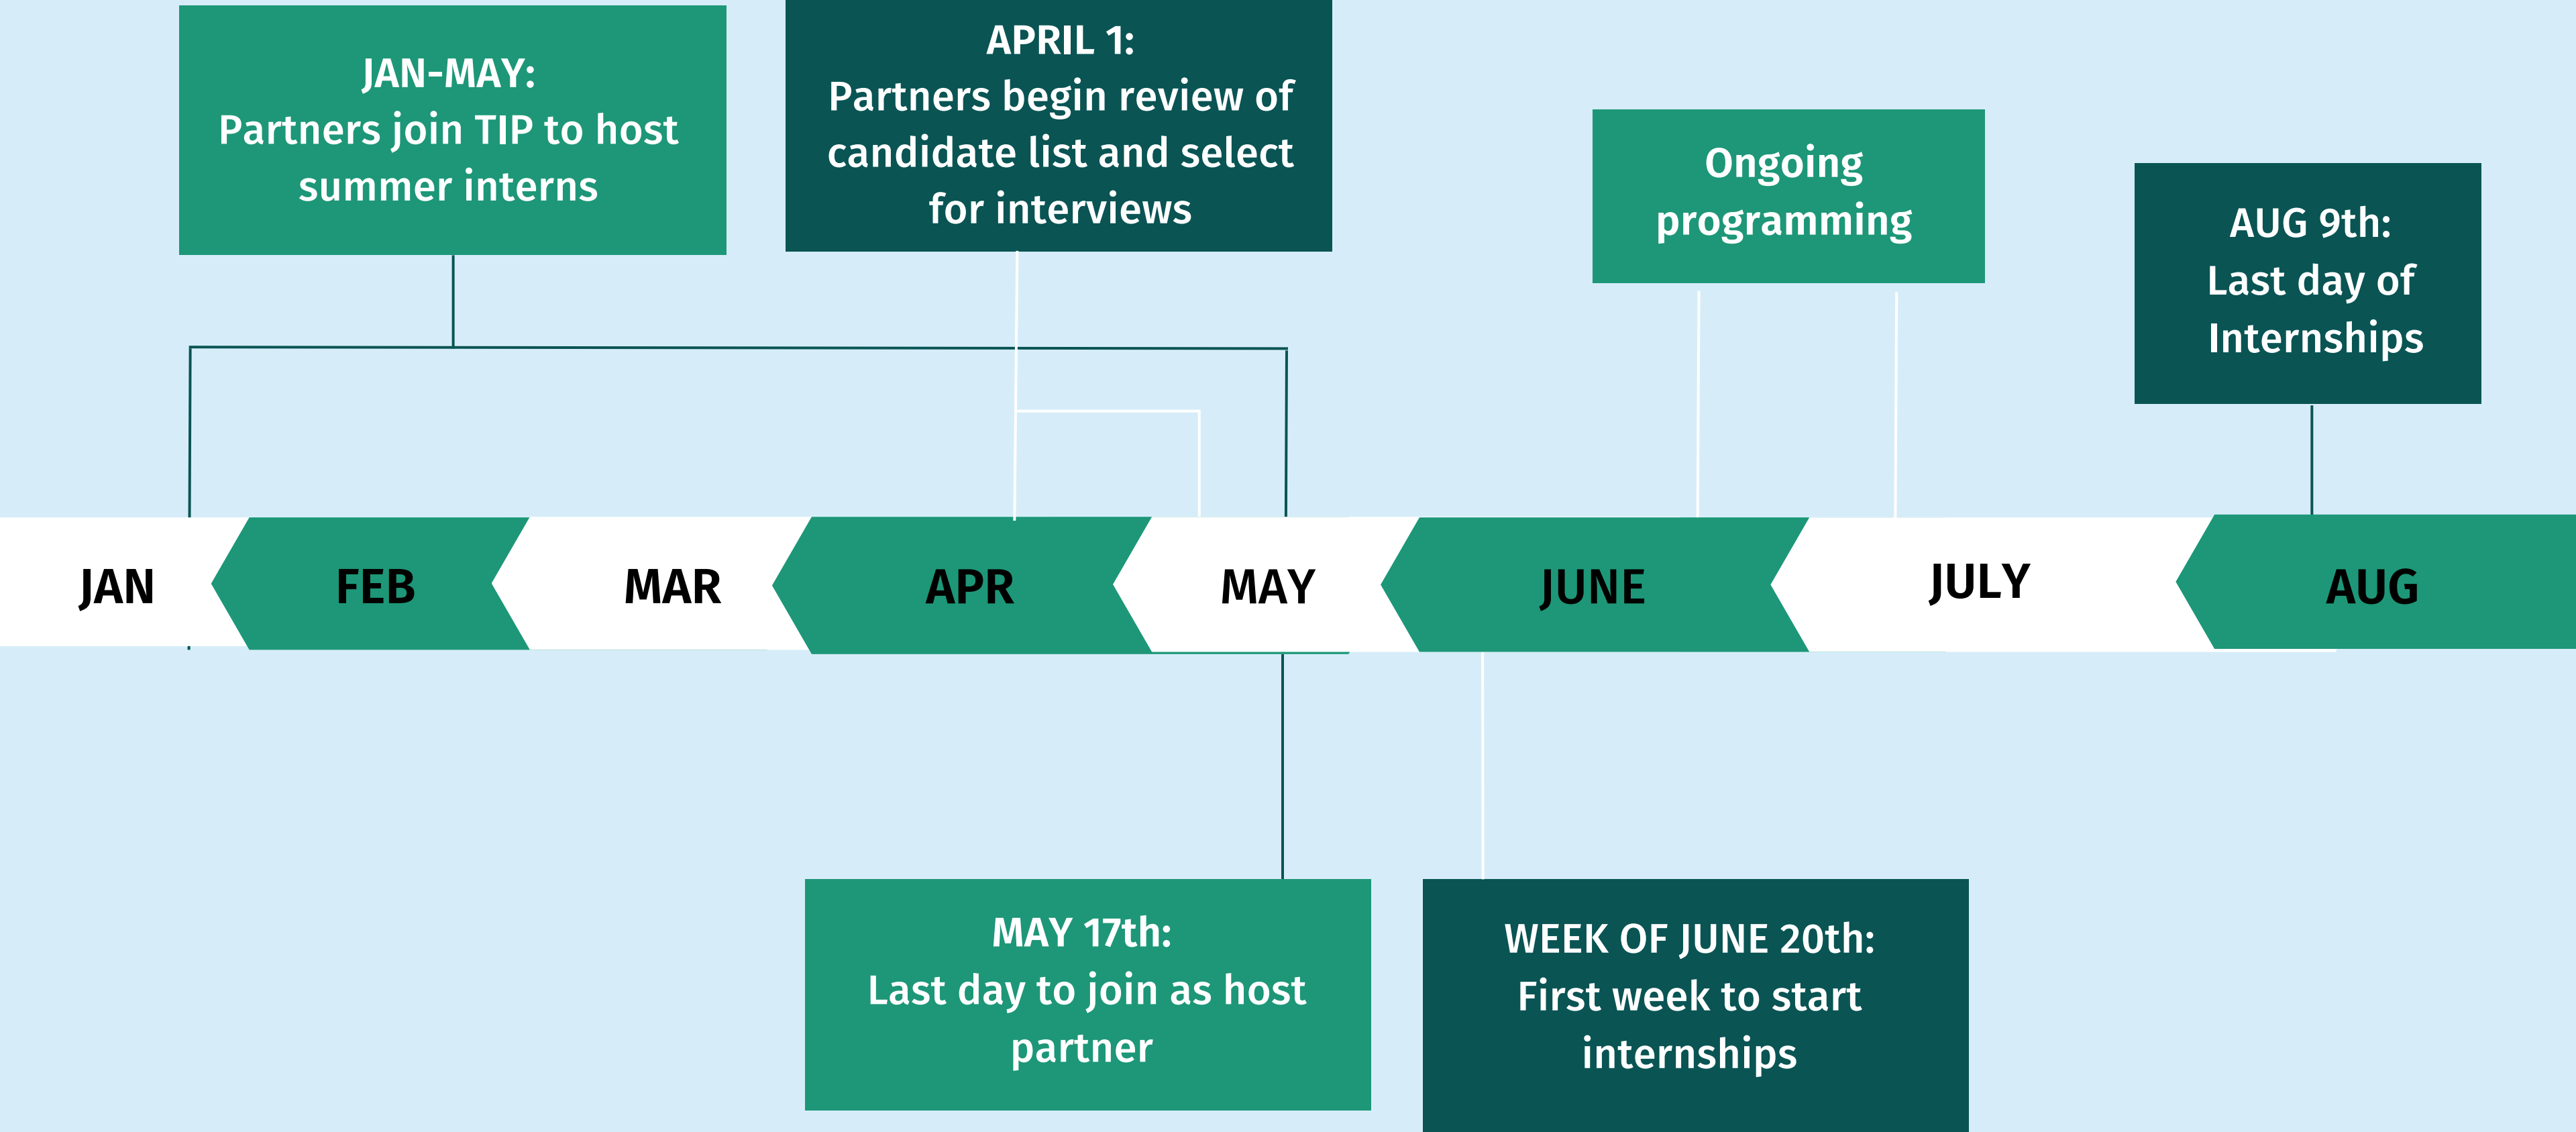 JAN-MAY:
Partners join TIP to host
summer interns
APRIL 1:
Partners begin review of
candidate list and select
for interviews
Ongoing
programming
AUG 9th:
Last day of
Internships
JAN
FEB
MAR
APR
MAY
JUNE
JULY
AUG
MAY 17th:
Last day to join as host
partner
WEEK OF JUNE 20th:
First week to start
internships